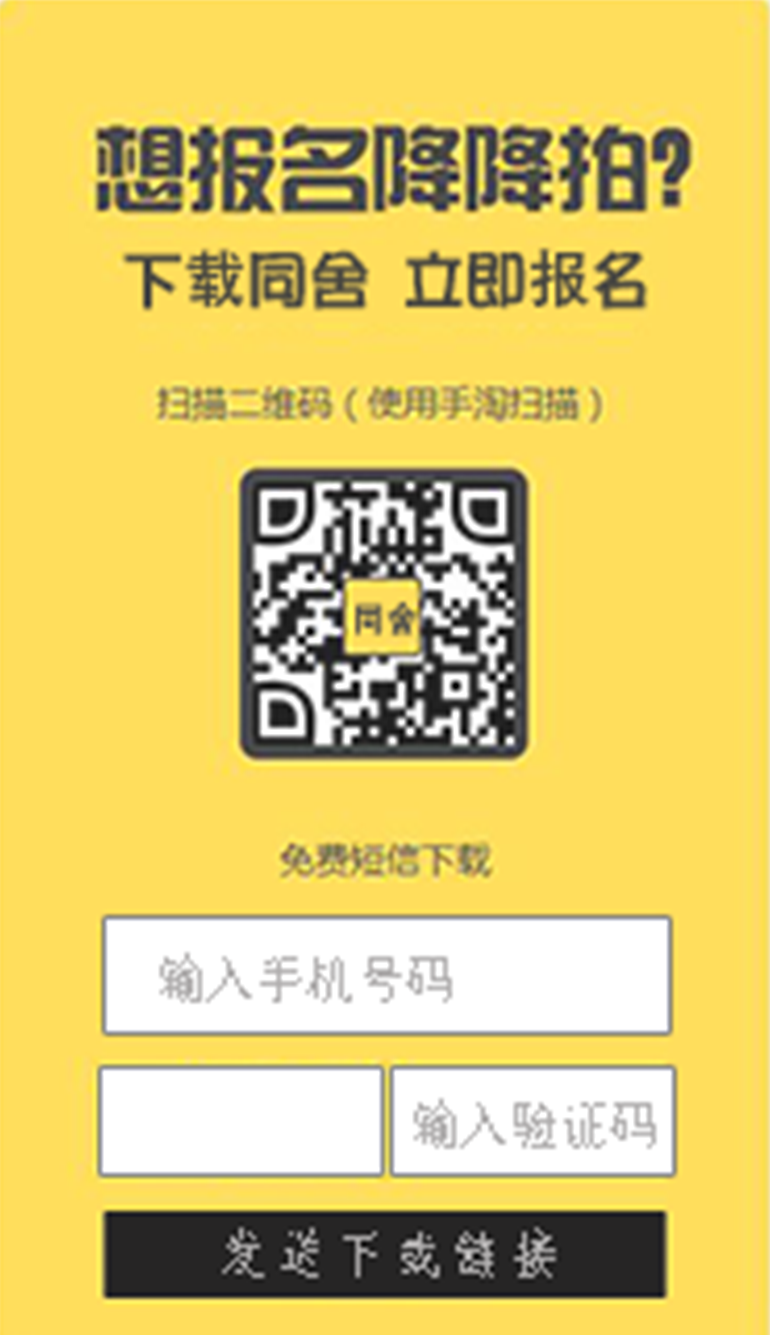 想报名降降拍?
下载同舍 立即报名
扫描二维码(使用手淘扫描)
同舍
免费短信下载
输入手机号码
输入验证码
发送下载链接